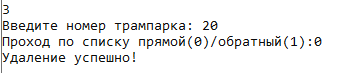 3
Введите номер трампарка: 20
Проход по списку прямой(0)/обратный(1):0
Удаление успешно!